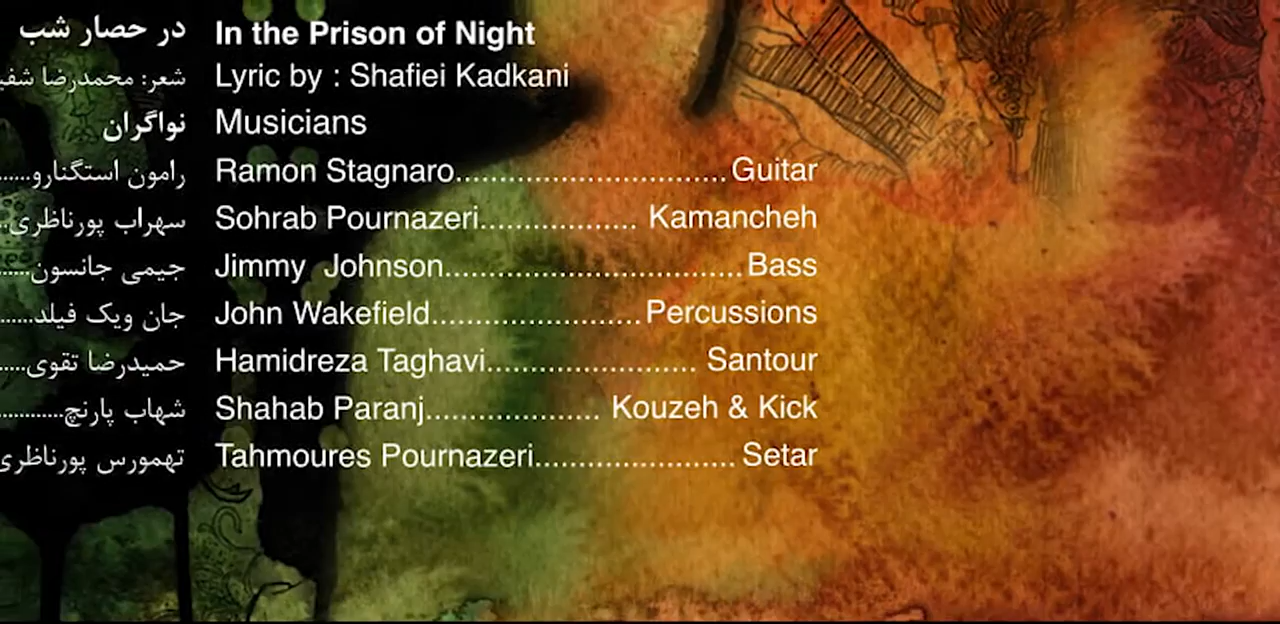 در حصار شب
In the Prison of Night
شعر: محمدرضا
Lyric by : Shafiei Kadkani
نواگران
Musicians
رامون استگنارو......
Ramon Stagnaro............................... Guitar
سهراب پورناظری..
Sohrab Pournazeri.................. Kamancheh
جیمی جانسون......
Jimmy Johnson.................................. Bass
جان ویک فیلد......
John Wakefield........................ Percussions
حمیدرضا تقوی.....
Hamidreza Taghavi........................ Santour
شهاب پارنچ............
Shahab Paranj.................... Kouzeh & Kick
تهمورس پورناظری
Tahmoures Pournazeri....................... Setar